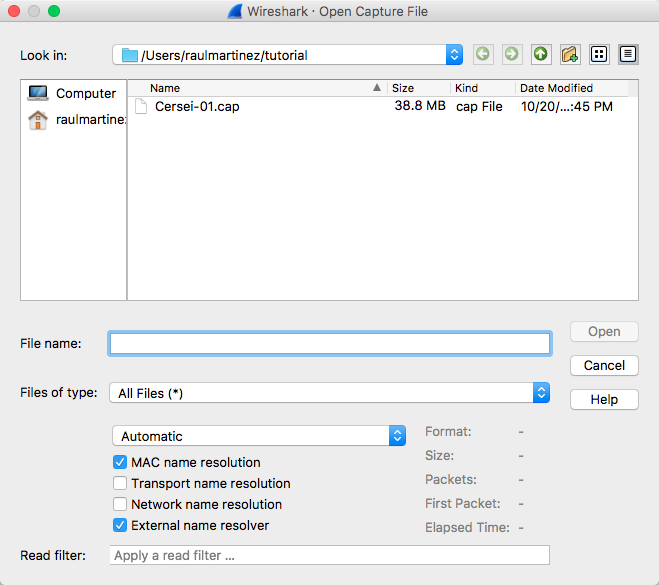 Wireshark · Open Capture File
Look in: /Users/raulmartinez/tutorial
Computer
raulmartinez
Name Size Kind Date Modified
Cersei-01.cap 38.8 MB cap File 10/20/...:45 PM
File name:
Open
Cancel
Files of type: All Files (*)
Help
Automatic
MAC name resolution
Transport name resolution
Network name resolution
External name resolver
Format: -
Size: -
Packets: -
First Packet: -
Elapsed Time: -
Read filter: Apply a read filter ...